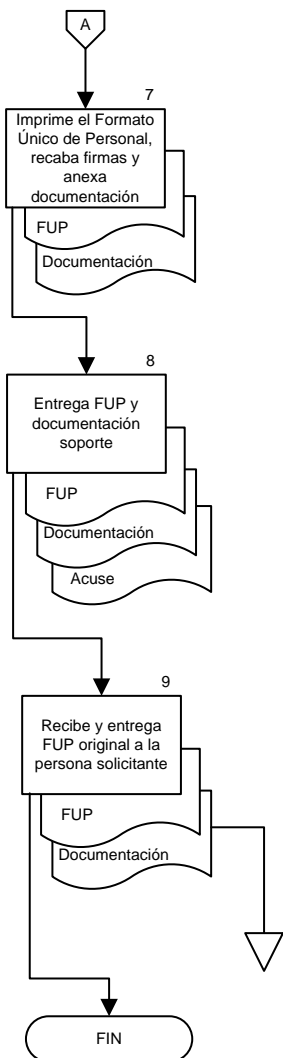 A
7
Imprime el Formato
Único de Personal,
recaba firmas y
anexa
documentación
FUP
Documentación
8
Entrega FUP y
documentación
soporte
FUP
Documentación
Acuse
9
Recibe y entrega
FUP original a la
persona solicitante
FUP
Documentación
FIN